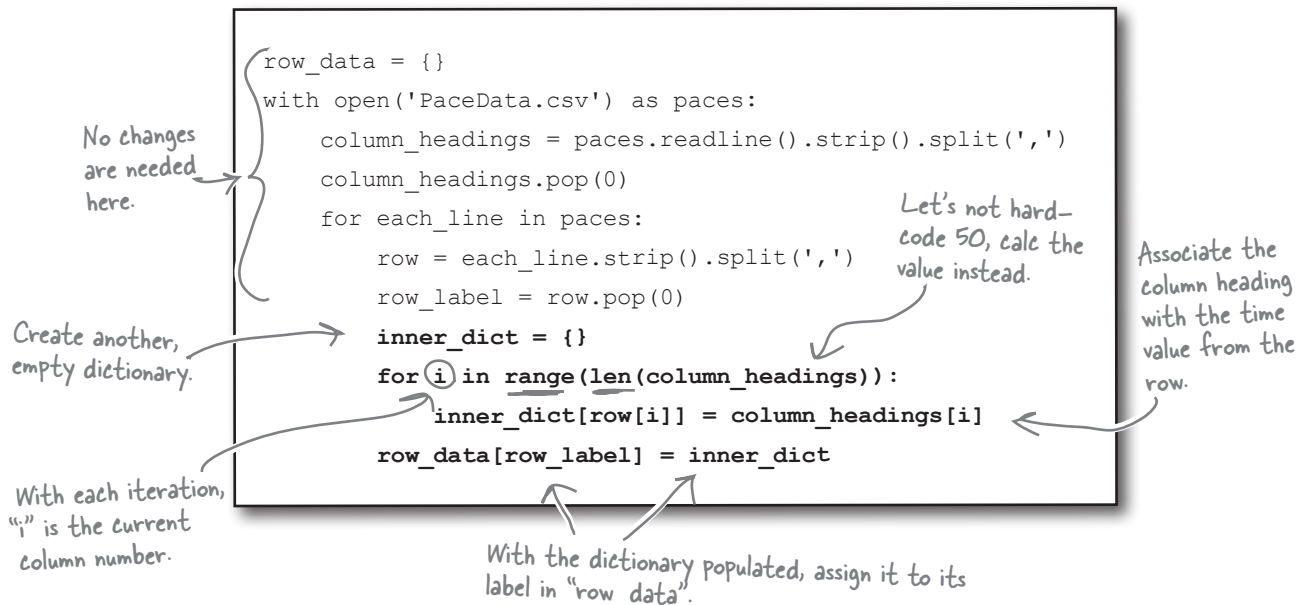 row_data = {}
with open('PaceData.csv') as paces:
    column_headings = paces.readline().strip().split(',')
    column_headings.pop(0)
    for each_line in paces:
        row = each_line.strip().split(',')
        row_label = row.pop(0)
        inner_dict = {}
        for i in range(len(column_headings)):
            inner_dict[row[i]] = column_headings[i]
        row_data[row_label] = inner_dict
No changes
are needed
here.
Let's not hard-
code 50, calc the
value instead.
Associate the
column heading
with the time
value from the
row.
Create another,
empty dictionary.
With each iteration,
"i" is the current
column number.
With the dictionary populated, assign it to its
label in "row data".